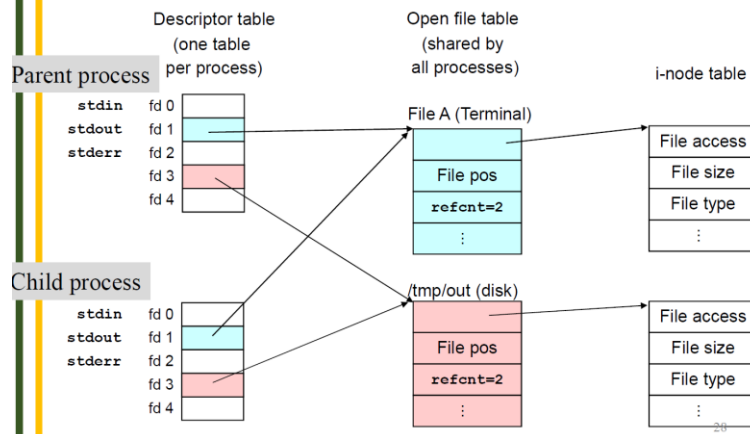 Descriptor table
(one table
per process)
Open file table
(shared by
all processes)
i-node table
Parent process
stdin fd 0
stdout fd 1
stderr fd 2
fd 3
fd 4
File A (Terminal)
File pos
refcnt=2
⋮
File access
File size
File type
⋮
Child process
stdin fd 0
stdout fd 1
stderr fd 2
fd 3
fd 4
/tmp/out (disk)
File pos
refcnt=2
⋮
File access
File size
File type
⋮
28